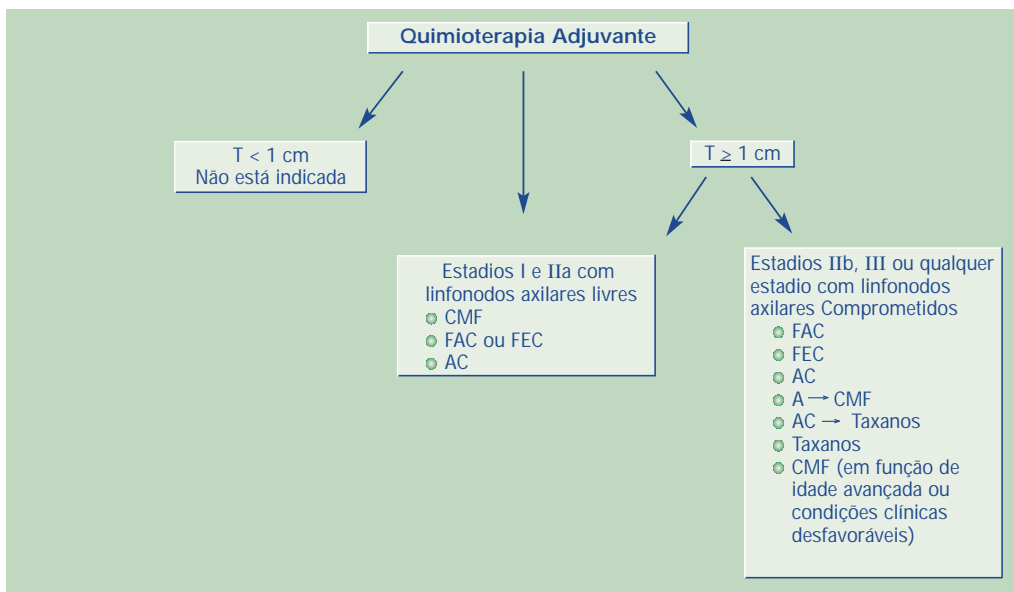 Quimioterapia Adjuvante
T < 1 cm
Não está indicada
T ≥ 1 cm
Estadios I e IIa com
linfonodos axilares livres
CMF
FAC ou FEC
AC
Estadios IIb, III ou qualquer
estadio com linfonodos
axilares Comprometidos
FAC
FEC
AC
A → CMF
AC → Taxanos
Taxanos
CMF (em função de
idade avançada ou
condições clínicas
desfavoráveis)